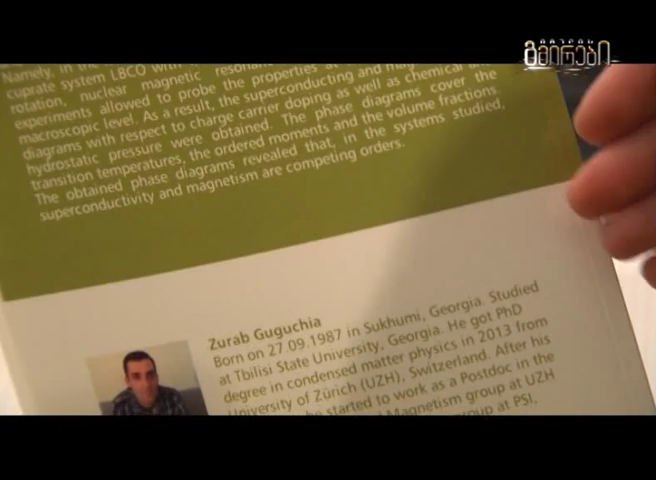 გმირები
Namely, in the
cuprate system LBCO with
rotation, nuclear magnetic
experiments allowed to probe the properties at
macroscopic level. As a result, the superconducting and
diagrams with respect to charge carrier doping as well as chemical
hydrostatic pressure were obtained. The phase diagrams cover the
transition temperatures, the ordered moments and the volume fractions.
The obtained phase diagrams revealed that, in the systems studied,
superconductivity and magnetism are competing orders.
Zurab Guguchia
Born on 27.09.1987 in Sukhumi, Georgia. Studied
at Tbilisi State University, Georgia. He got PhD
degree in condensed matter physics in 2013 from
University of Zürich (UZH), Switzerland. After his
he started to work as a Postdoc in the
Magnetism group at UZH
group at PSI,